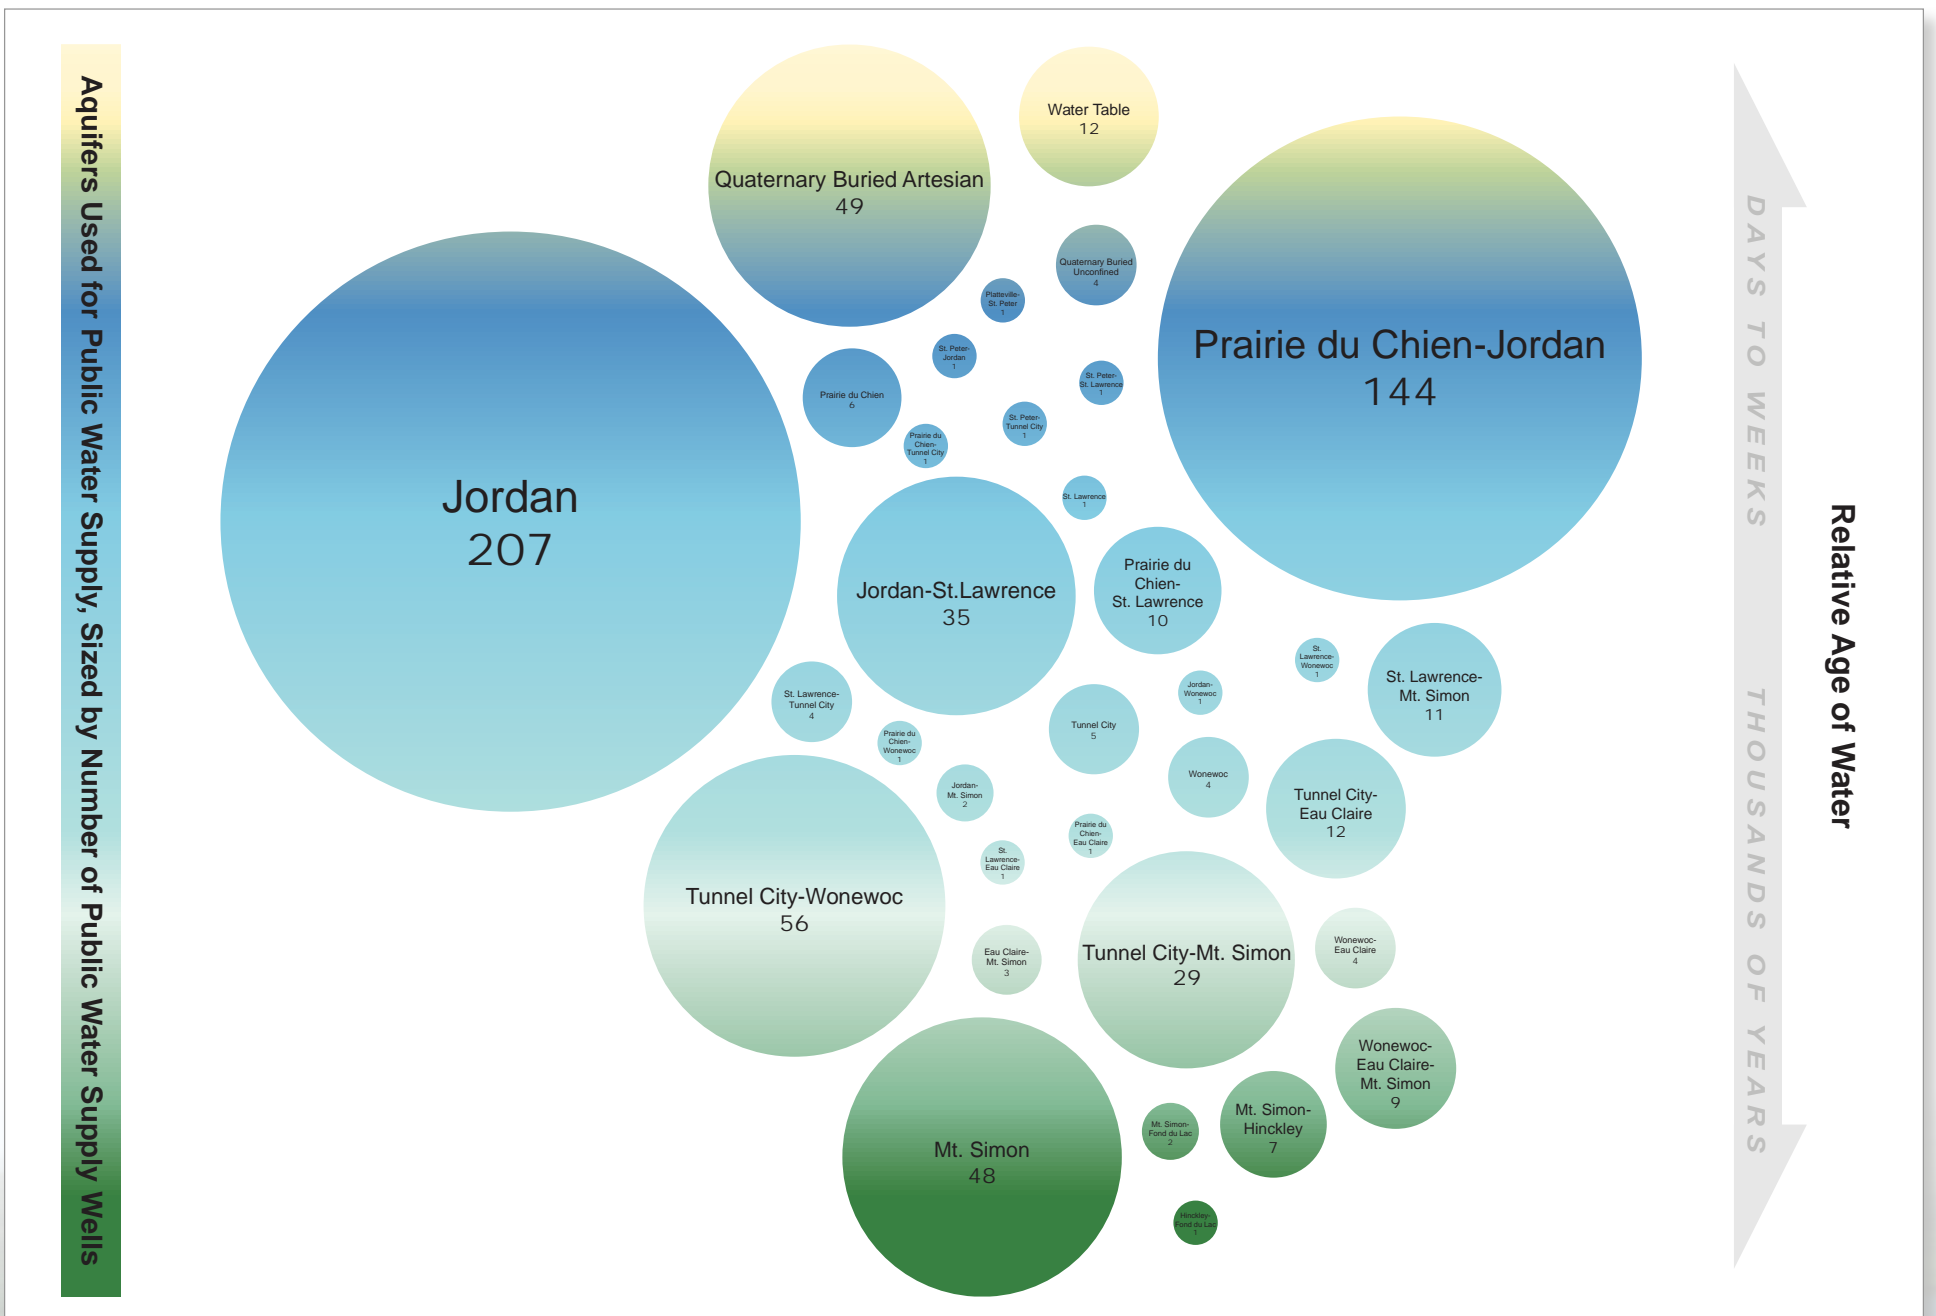 Aquifers Used for Public Water Supply, Sized by Number of Public Water Supply Wells
Water Table
12
Quaternary Buried Artesian
49
Quaternary Buried
Unconfined
4
Platteville-
St. Peter
1
Prairie du Chien-Jordan
144
St. Peter-
Jordan
1
St. Peter-
St. Lawrence
1
Prairie du Chien
6
St. Peter-
Tunnel City
1
Prairie du
Chien-
Tunnel City
1
Jordan
207
St. Lawrence
1
Jordan-St.Lawrence
35
Prairie du
Chien-
St. Lawrence
10
St.
Lawrence-
Wonewoc
1
St. Lawrence-
Mt. Simon
11
St. Lawrence-
Tunnel City
4
Jordan-
Wonewoc
1
Tunnel City
5
Prairie du
Chien-
Wonewoc
1
Wonewoc
4
Jordan-
Mt. Simon
2
Tunnel City-
Eau Claire
12
Prairie du
Chien-
Eau Claire
1
St.
Lawrence-
Eau Claire
1
Tunnel City-Wonewoc
56
Eau Claire-
Mt. Simon
3
Tunnel City-Mt. Simon
29
Wonewoc-
Eau Claire
4
Wonewoc-
Eau Claire-
Mt. Simon
9
Mt. Simon
48
Mt. Simon-
Fond du Lac
2
Mt. Simon-
Hinckley
7
Hinckley-
Fond du Lac
1
DAYS TO WEEKS
THOUSANDS OF YEARS
Relative Age of Water